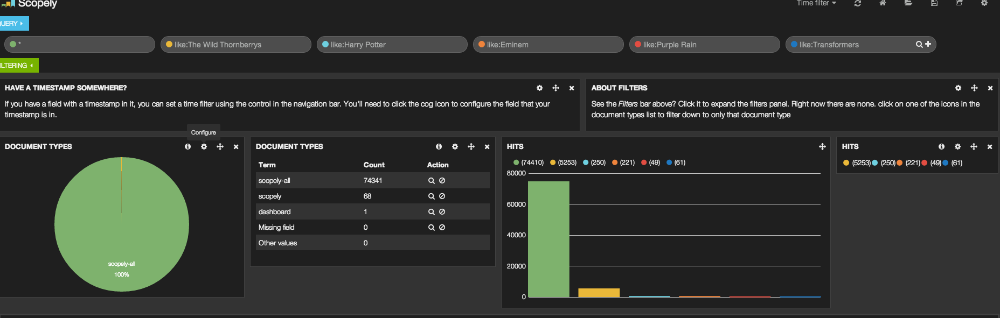 Scopely
Time filter
QUERY
*
like:The Wild Thornberrys
like:Harry Potter
like:Eminem
like:Purple Rain
like:Transformers
ILTERING
HAVE A TIMESTAMP SOMEWHERE?
If you have a field with a timestamp in it, you can set a time filter using the control in the navigation bar. You'll need to click the cog icon to configure the field that your
timestamp is in.
ABOUT FILTERS
See the Filters bar above? Click it to expand the filters panel. Right now there are none. click on one of the icons in the
document types list to filter down to only that document type
Configure
DOCUMENT TYPES
scopely-all
100%
DOCUMENT TYPES
Term Count Action
scopely-all 74341
scopely 68
dashboard 1
Missing field 0
Other values 0
HITS
(74410) (5253) (250) (221) (49) (61)
80000
60000
40000
20000
0
HITS
(5253) (250) (221) (49) (61)